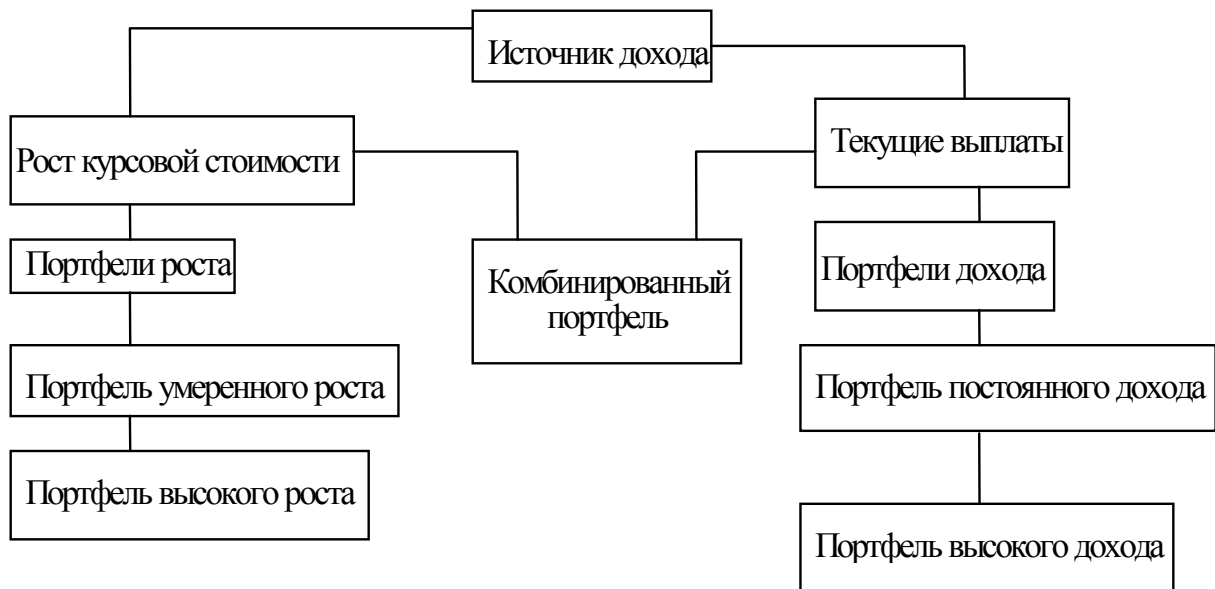 Источник дохода
Рост курсовой стоимости
Текущие выплаты
Портфели роста
Комбинированный
портфель
Портфели дохода
Портфель умеренного роста
Портфель постоянного дохода
Портфель высокого роста
Портфель высокого дохода